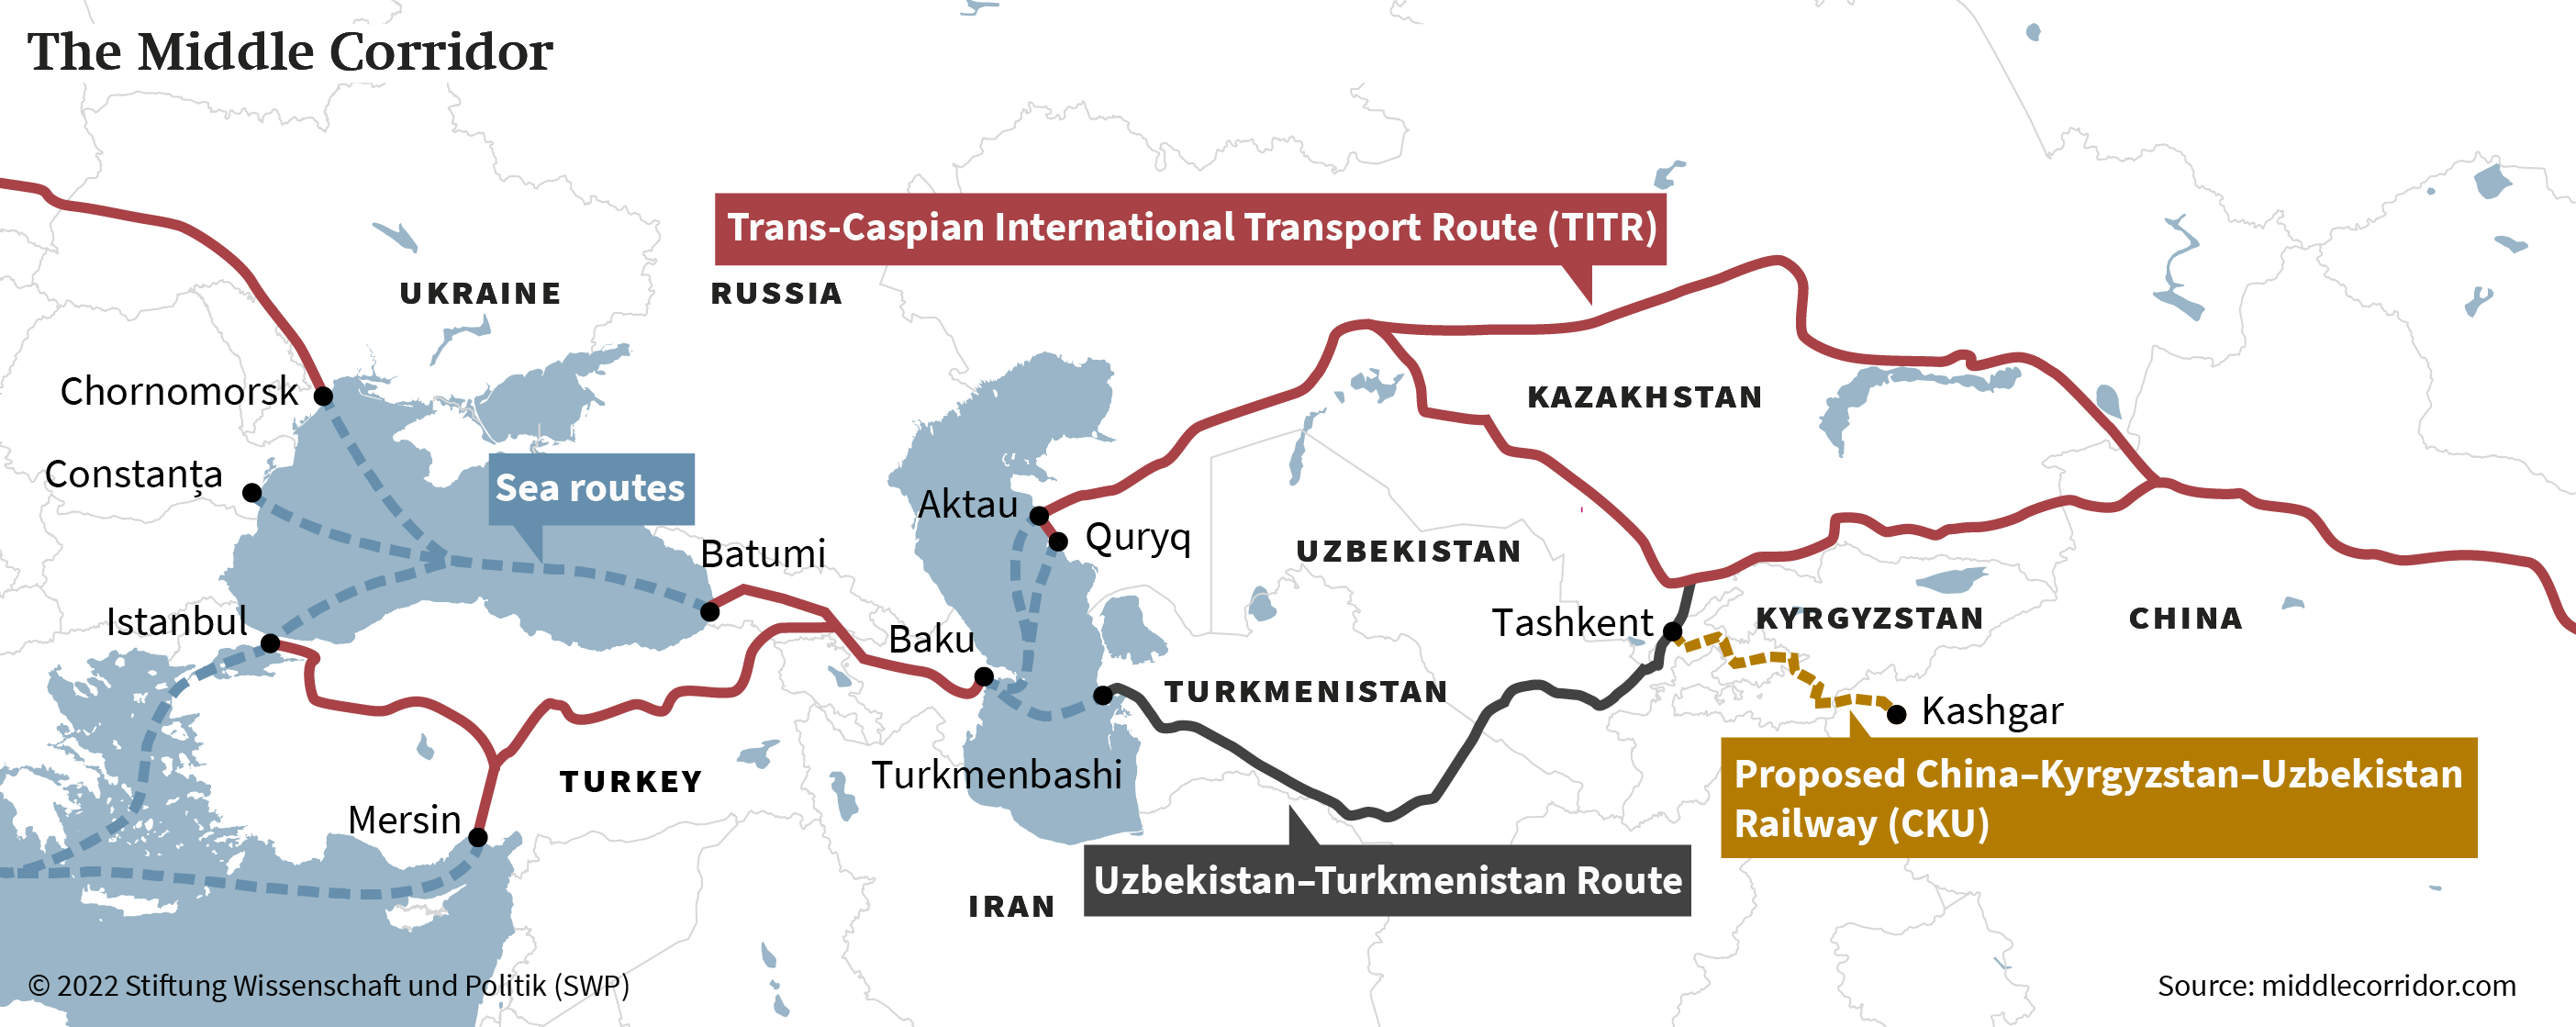 The Middle Corridor
Trans-Caspian International Transport Route (TITR)
UKRAINE
RUSSIA
Chornomorsk
KAZAKHSTAN
Constanța
Sea routes
Aktau
Quryq
Batumi
UZBEKISTAN
Istanbul
Baku
Tashkent
KYRGYZSTAN
CHINA
TURKMENISTAN
Kashgar
TURKEY
Turkmenbashi
Proposed China–Kyrgyzstan–Uzbekistan
Railway (CKU)
Mersin
Uzbekistan–Turkmenistan Route
IRAN
© 2022 Stiftung Wissenschaft und Politik (SWP)
Source: middlecorridor.com